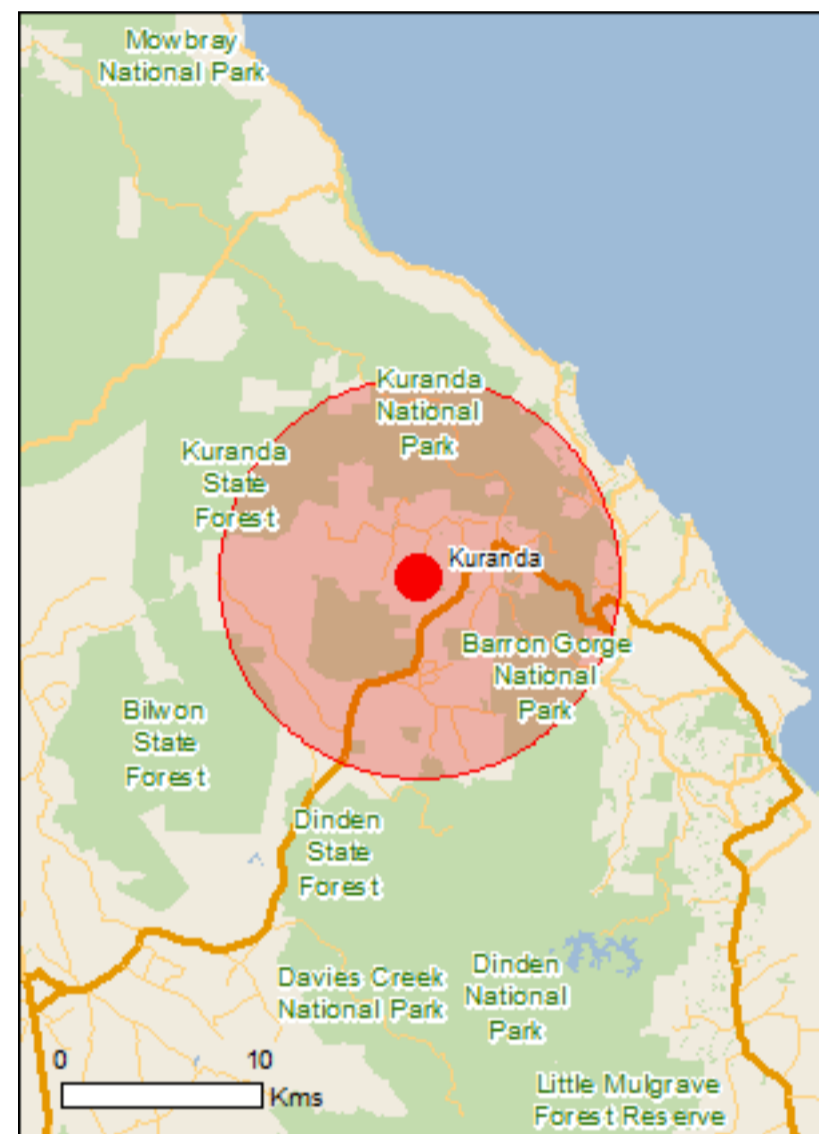 Mowbray
National Park
Kuranda
National
Park
Kuranda
State
Forest
Kuranda
Barron Gorge
National
Park
Bilwon
State
Forest
Dinden
State
Forest
Davies Creek
National Park
Dinden
National
Park
0 10
Kms
Little Mulgrave
Forest Reserve